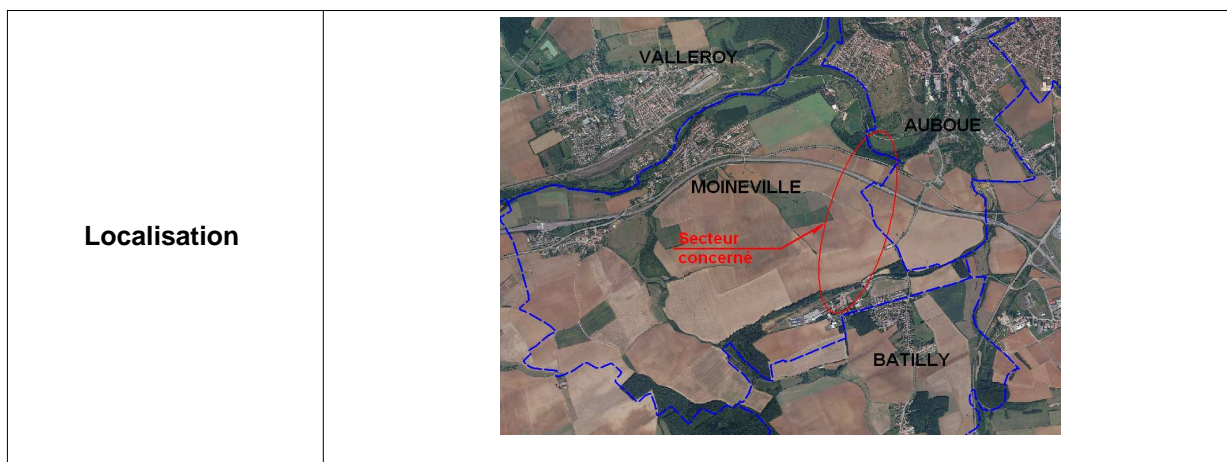 Localisation
VALLEROY
AUBOUE
MOINEVILLE
Secteur
concerné
BATILLY